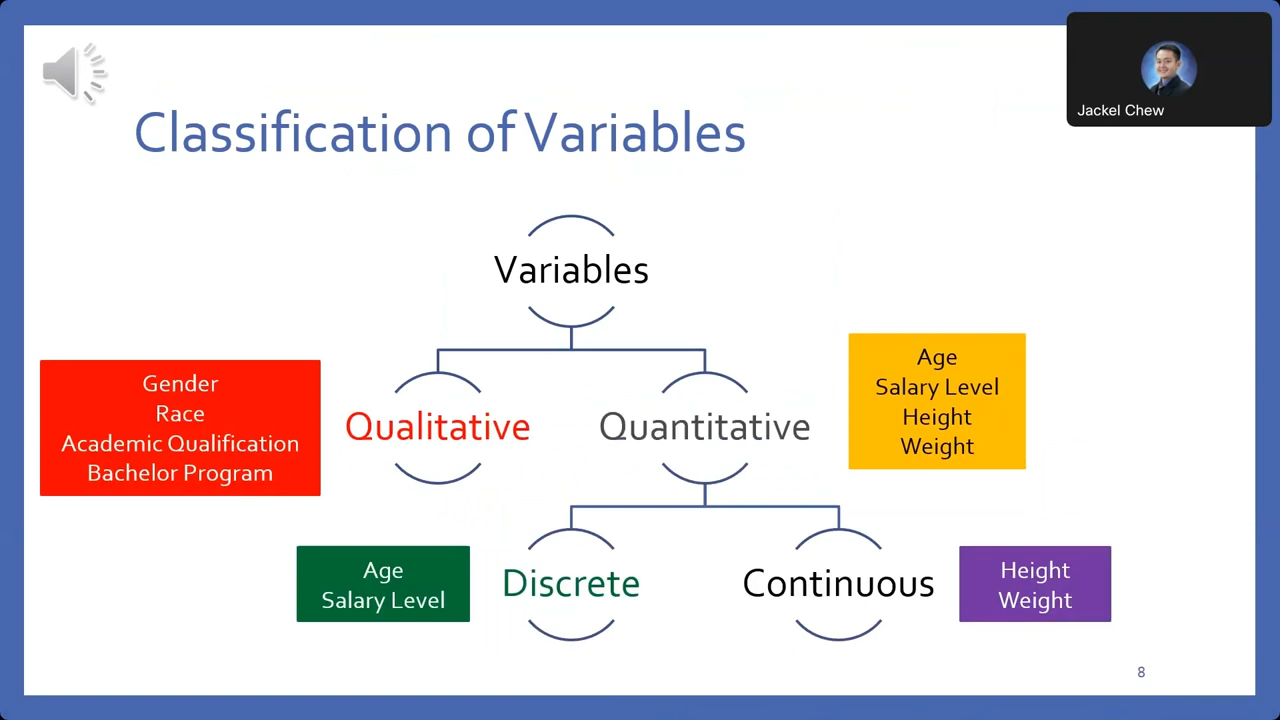 Jackel Chew
Classification of Variables
Variables
Gender
Race
Academic Qualification
Bachelor Program
Qualitative
Quantitative
Age
Salary Level
Height
Weight
Age
Salary Level
Discrete
Continuous
Height
Weight
8